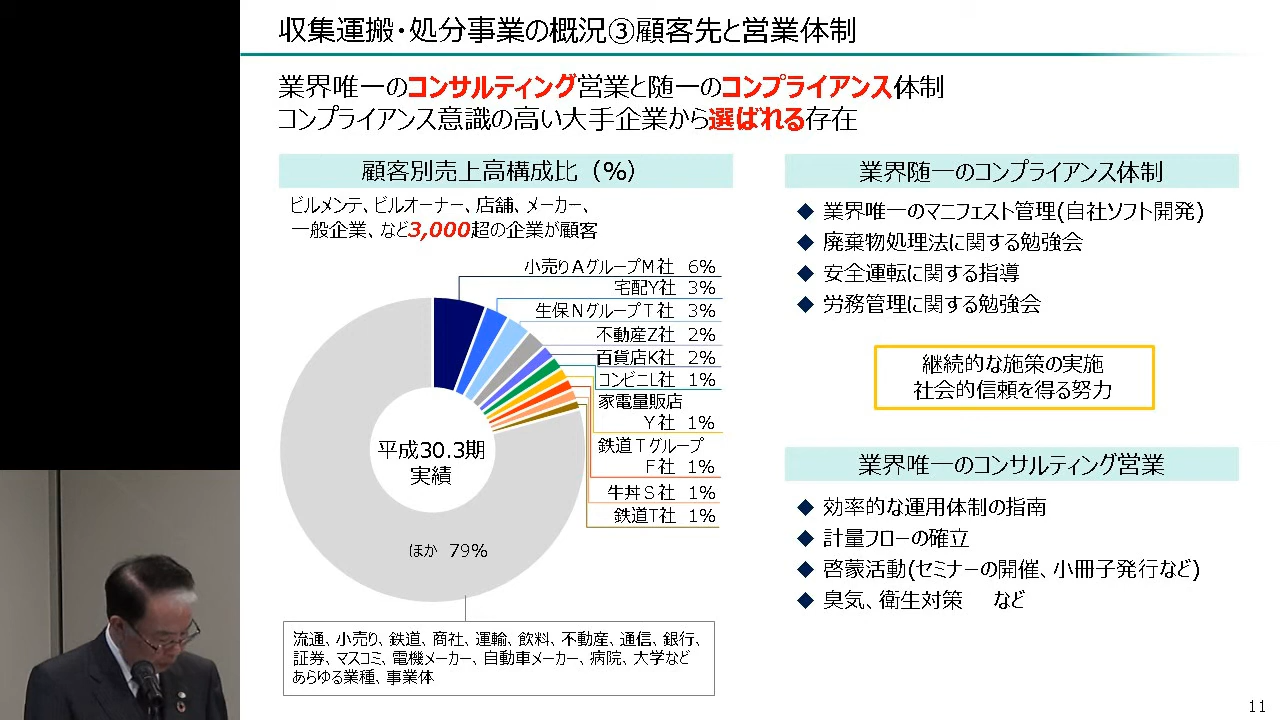 収集運搬・処分事業の概況③顧客先と営業体制
業界唯一のコンサルティング営業と随一のコンプライアンス体制
コンプライアンス意識の高い大手企業から選ばれる存在
顧客別売上高構成比（%）
ビルメンテ、ビルオーナー、店舗、メーカー、
一般企業、など3,000超の企業が顧客
小売りＡグループＭ社 6%
宅配Y社 3%
生保ＮグループＴ社 3%
不動産Z社 2%
百貨店K社 2%
コンビニL社 1%
家電量販店
Y社 1%
鉄道Ｔグループ
F社 1%
牛丼Ｓ社 1%
鉄道T社 1%
平成30.3期
実績
ほか 79%
流通、小売り、鉄道、商社、運輸、飲料、不動産、通信、銀行、
証券、マスコミ、電機メーカー、自動車メーカー、病院、大学など
あらゆる業種、事業体
業界随一のコンプライアンス体制
◆ 業界唯一のマニフェスト管理(自社ソフト開発)
◆ 廃棄物処理法に関する勉強会
◆ 安全運転に関する指導
◆ 労務管理に関する勉強会
継続的な施策の実施
社会的信頼を得る努力
業界唯一のコンサルティング営業
◆ 効率的な運用体制の指南
◆ 計量フローの確立
◆ 啓蒙活動(セミナーの開催、小冊子発行など)
◆ 臭気、衛生対策 など
11